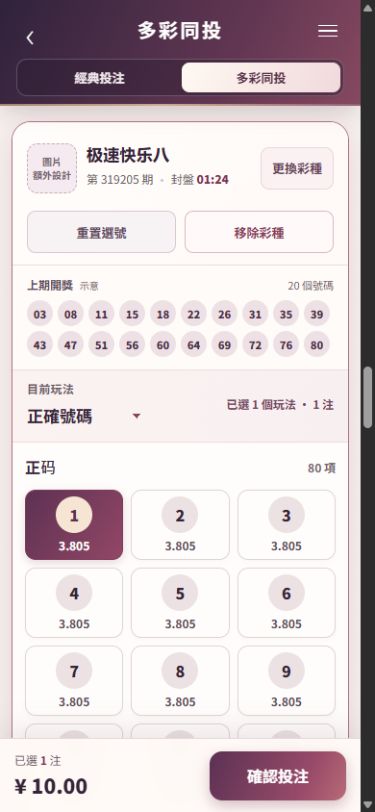 多彩同投
經典投注 多彩同投
圖片
額外設計
极速快乐八
第 319205 期 • 封盤 01:24
更換彩種
重置選號 移除彩種
上期開獎 示意 20 個號碼
03 08 11 15 18 22 26 31 35 39
43 47 51 56 60 64 69 72 76 80
目前玩法
正確號碼
已選 1 個玩法 • 1 注
正码 80 項
1 2 3
3.805 3.805 3.805
4 5 6
3.805 3.805 3.805
7 8 9
3.805 3.805 3.805
已選 1 注
¥ 10.00
確認投注